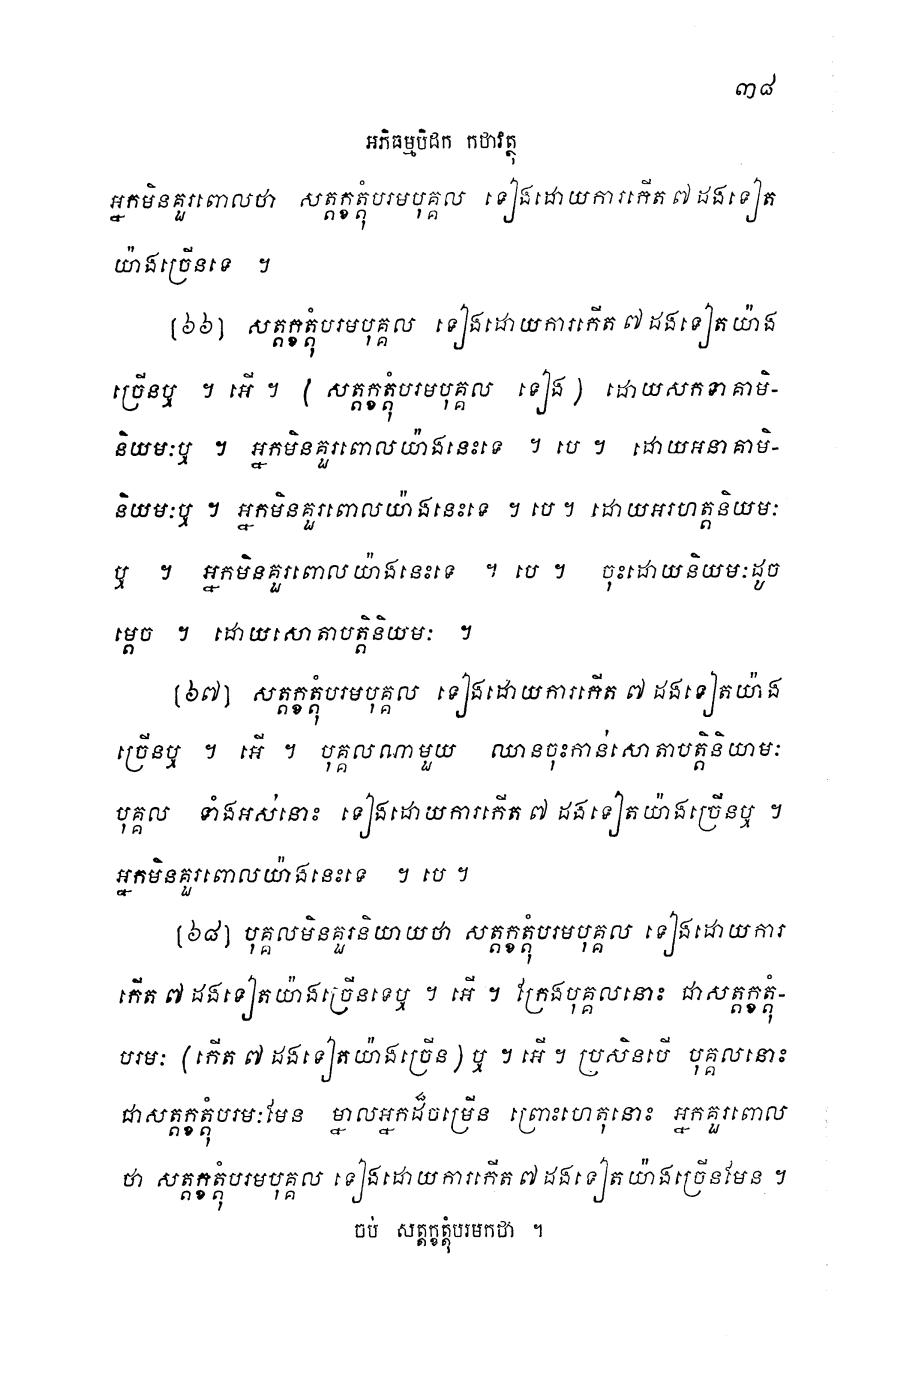 ៣៨
អភិធម្មបិដក កថាវត្ថុ
អ្នកមិនគួរពោលថា សត្តក្ខត្តុំបរមបុគ្គល ទៀងដោយការកើត ៧ ដងទៀត
យ៉ាងច្រើនទេ ។
[៦៦] សត្តក្ខត្តុំបរមបុគ្គល ទៀងដោយការកើត ៧ ដងទៀតយ៉ាង
ច្រើនឬ ។ អើ ។ (សត្តក្ខត្តុំបរមបុគ្គល ទៀង) ដោយសកទាគាមិ-
និយមៈឬ ។ អ្នកមិនគួរពោលយ៉ាងនេះទេ ។ បេ ។ ដោយអនាគាមិ-
និយមៈឬ ។ អ្នកមិនគួរពោលយ៉ាងនេះទេ ។ បេ ។ ដោយអរហត្តនិយមៈ
ឬ ។ អ្នកមិនគួរពោលយ៉ាងនេះទេ ។ បេ ។ ចុះដោយនិយមៈដូច
ម្តេច ។ ដោយសោតាបត្តិនិយមៈ ។
[៦៧] សត្តក្ខត្តុំបរមបុគ្គល ទៀងដោយការកើត ៧ ដងទៀតយ៉ាង
ច្រើនឬ ។ អើ ។ បុគ្គលណាមួយ ឈានចុះកាន់សោតាបត្តិនិយាមៈ
បុគ្គល ទាំងអស់នោះ ទៀងដោយការកើត ៧ ដងទៀតយ៉ាងច្រើនឬ ។
អ្នកមិនគួរពោលយ៉ាងនេះទេ ។ បេ ។
[៦៨] បុគ្គលមិនគួរនិយាយថា សត្តក្ខត្តុំបរមបុគ្គល ទៀងដោយការ
កើត ៧ ដងទៀតយ៉ាងច្រើនទេឬ ។ អើ ។ ក្រែងបុគ្គលនោះ ជាសត្តក្ខត្តុំ-
បរមៈ (កើត ៧ ដងទៀតយ៉ាងច្រើន) ឬ ។ អើ ។ ប្រសិនបើ បុគ្គលនោះ
ជាសត្តក្ខត្តុំបរមៈមែន ម្នាលអ្នកដ៏ចម្រើន ព្រោះហេតុនោះ អ្នកគួរពោល
ថា សត្តក្ខត្តុំបរមបុគ្គល ទៀងដោយការកើត ៧ ដងទៀតយ៉ាងច្រើនមែន ។
ចប់ សត្តក្ខត្តុំបរមកថា ។